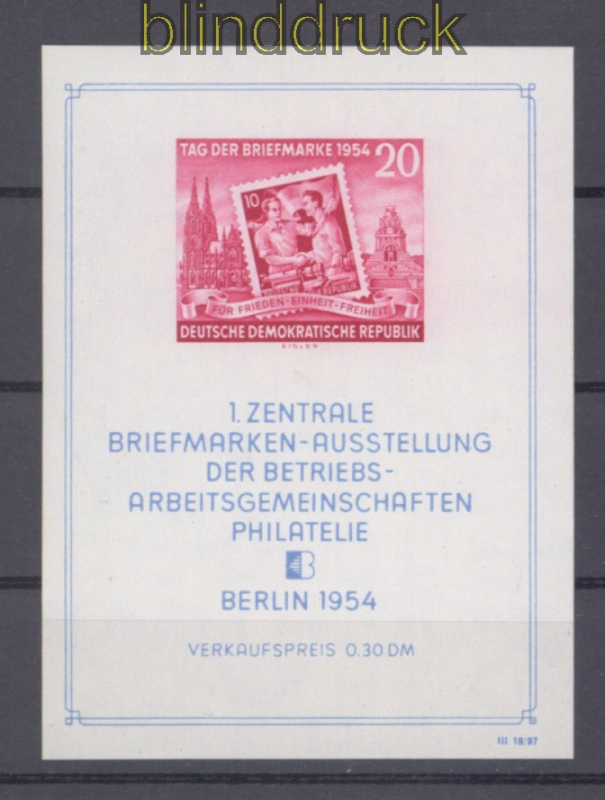 blinddruck
TAG DER BRIEFMARKE 1954 20
10
FÜR FRIEDEN · EINHEIT · FREIHEIT
DEUTSCHE DEMOKRATISCHE REPUBLIK
EIGLER
1. ZENTRALE
BRIEFMARKEN-AUSSTELLUNG
DER BETRIEBS-
ARBEITSGEMEINSCHAFTEN
PHILATELIE
B
BERLIN 1954
VERKAUFSPREIS 0.30 DM
III 18/97